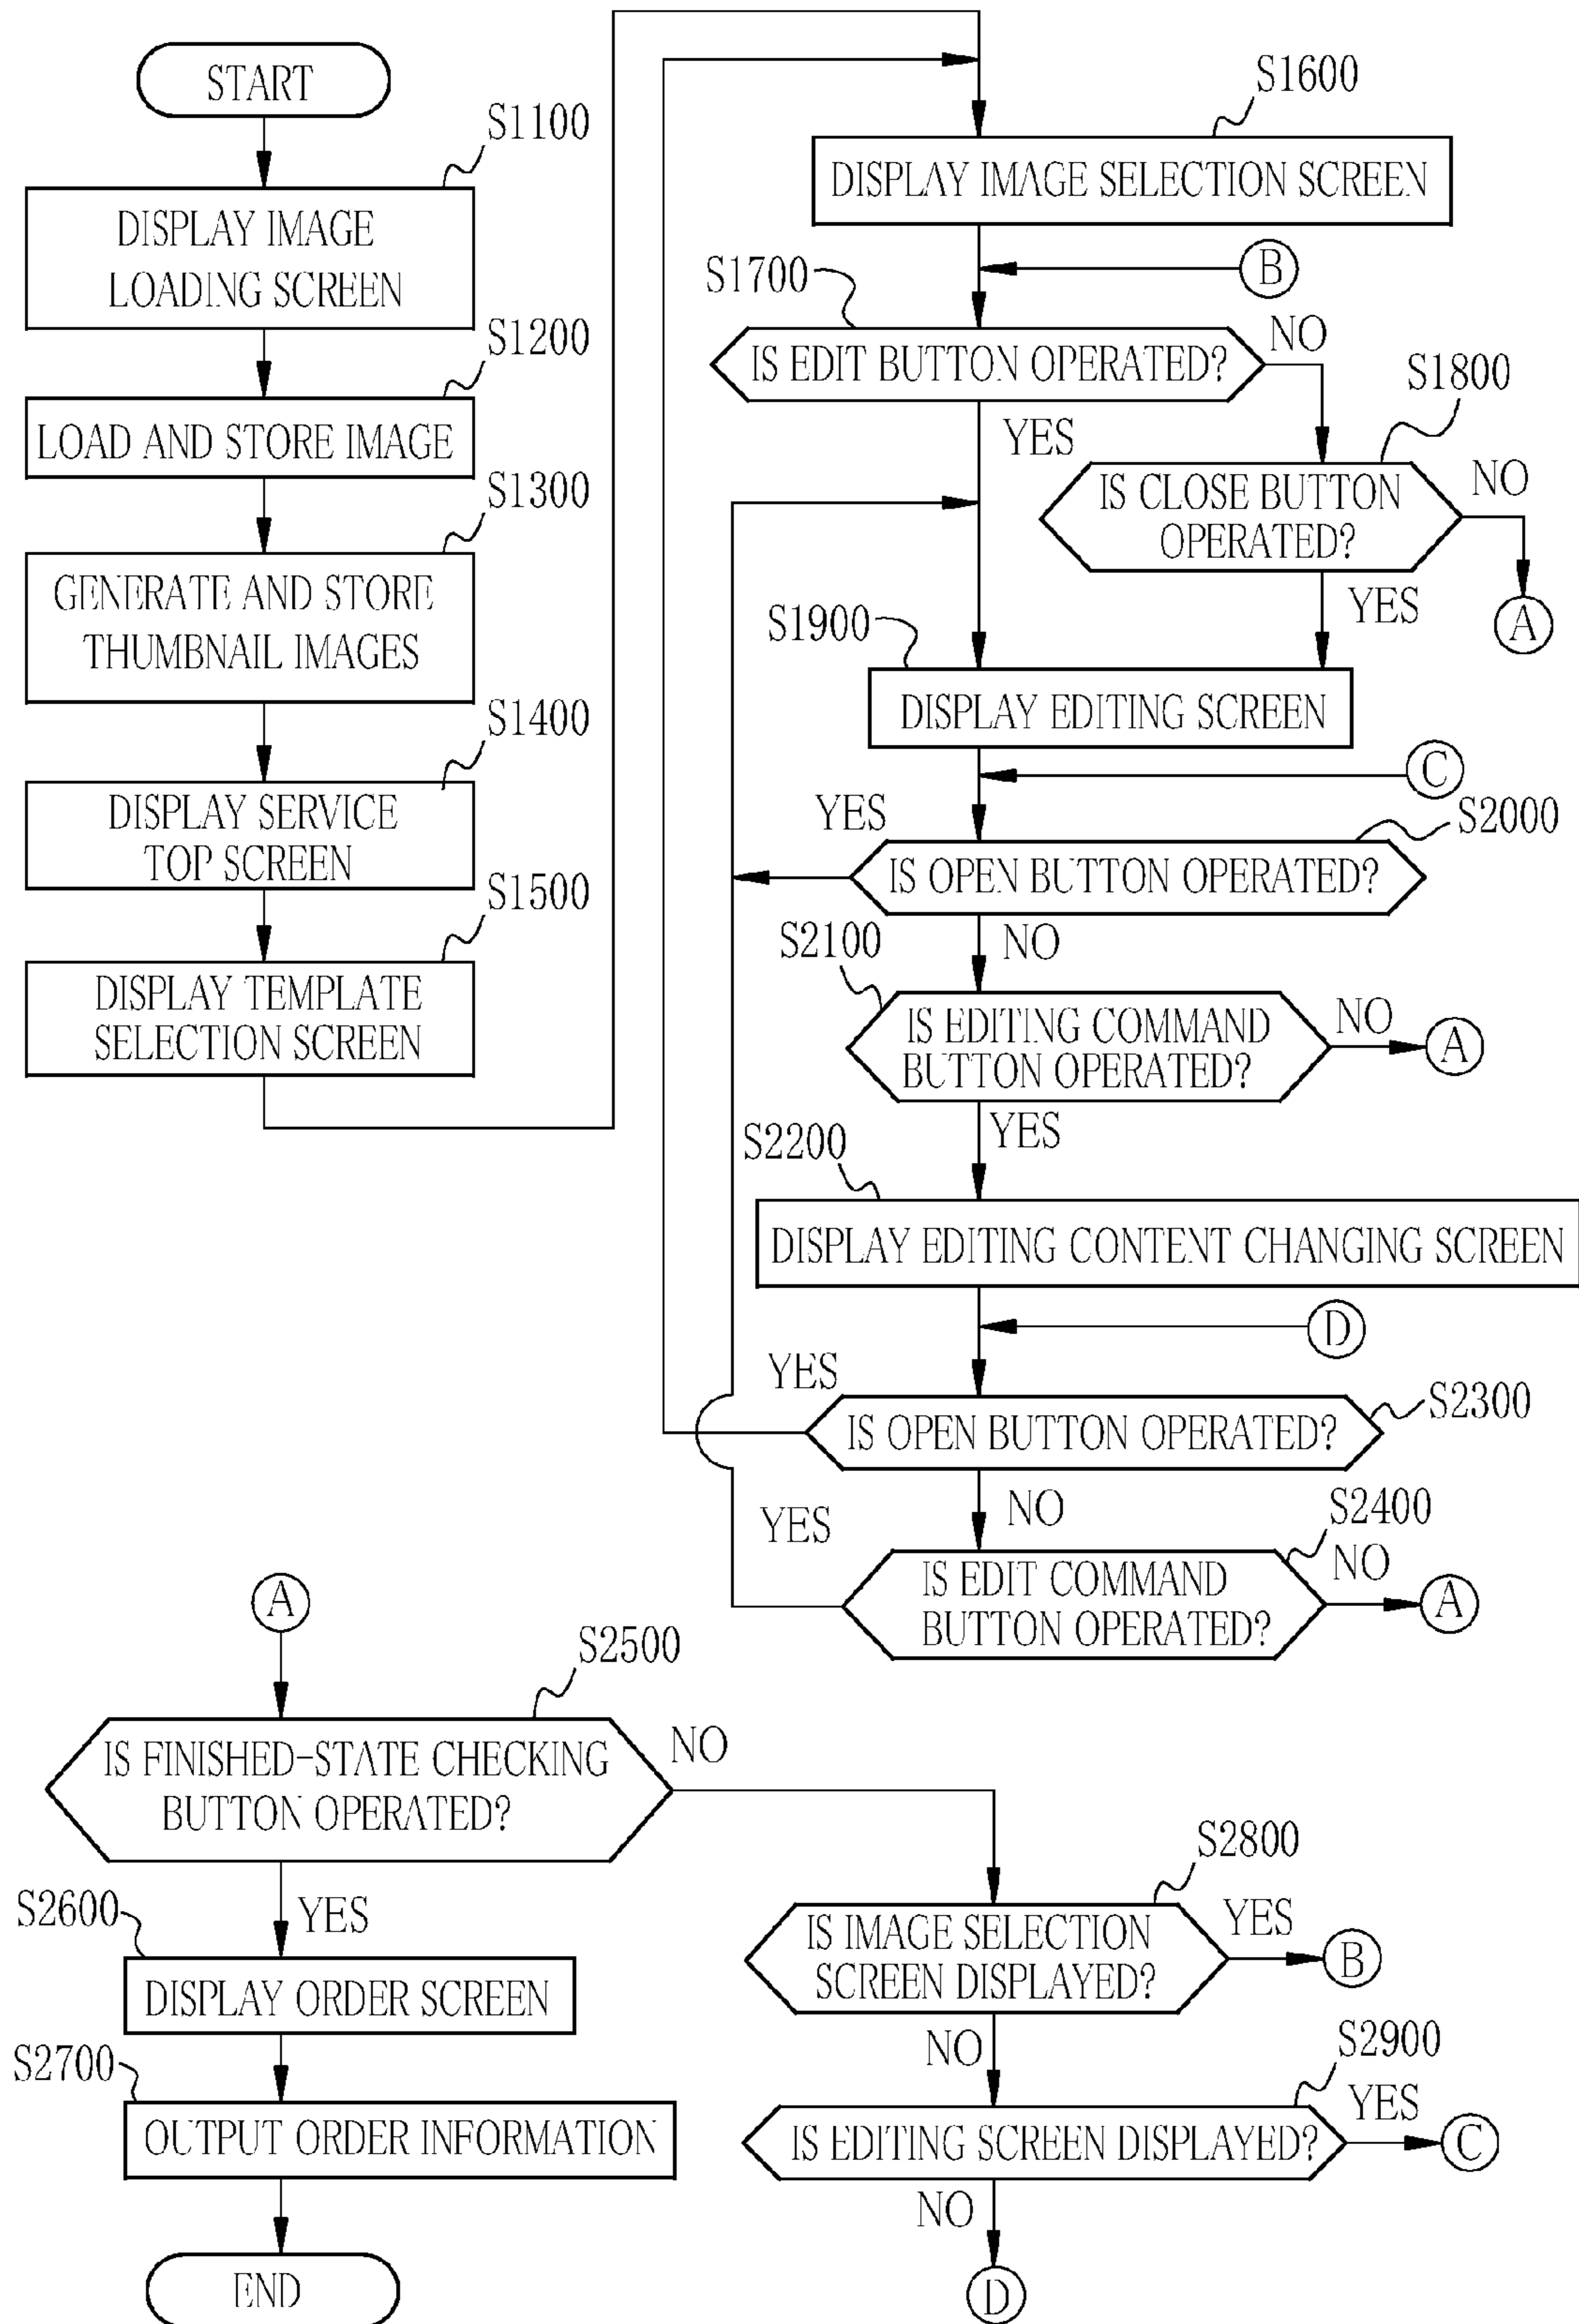 START
S1100
DISPLAY IMAGE
LOADING SCREEN
S1200
LOAD AND STORE IMAGE
S1300
GENERATE AND STORE
THUMBNAIL IMAGES
S1400
DISPLAY SERVICE
TOP SCREEN
S1500
DISPLAY TEMPLATE
SELECTION SCREEN
S1600
DISPLAY IMAGE SELECTION SCREEN
B
S1700
IS EDIT BUTTON OPERATED?
NO
YES
S1800
IS CLOSE BUTTON
OPERATED?
NO
A
YES
S1900
DISPLAY EDITING SCREEN
C
S2000
YES
IS OPEN BUTTON OPERATED?
NO
S2100
IS EDITING COMMAND
BUTTON OPERATED?
NO
A
YES
S2200
DISPLAY EDITING CONTENT CHANGING SCREEN
D
YES
S2300
IS OPEN BUTTON OPERATED?
NO
YES
S2400
IS EDIT COMMAND
BUTTON OPERATED?
NO
A
A
S2500
IS FINISHED-STATE CHECKING
BUTTON OPERATED?
NO
YES
S2600
DISPLAY ORDER SCREEN
S2700
OUTPUT ORDER INFORMATION
END
S2800
IS IMAGE SELECTION
SCREEN DISPLAYED?
YES
B
NO
S2900
IS EDITING SCREEN DISPLAYED?
YES
C
NO
D